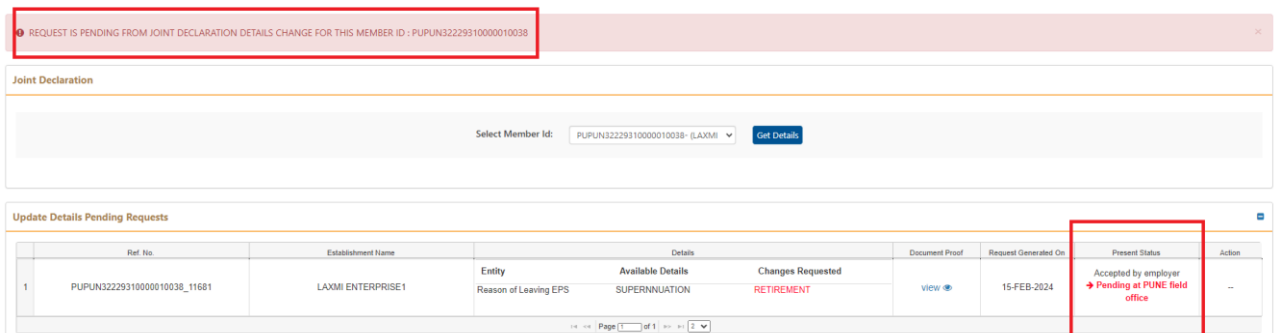 REQUEST IS PENDING FROM JOINT DECLARATION DETAILS CHANGE FOR THIS MEMBER ID : PUPUN32229310000010038 ×
Joint Declaration
Select Member Id: PUPUN32229310000010038- (LAXMI Get Details
Update Details Pending Requests
Ref. No. Establishment Name Details Document Proof Request Generated On Present Status Action
Entity Available Details Changes Requested
1 PUPUN32229310000010038_11681 LAXMI ENTERPRISE1 Reason of Leaving EPS SUPERNNUATION RETIREMENT view 15-FEB-2024 Accepted by employer --
→ Pending at PUNE field
office
Page 1 of 1 2